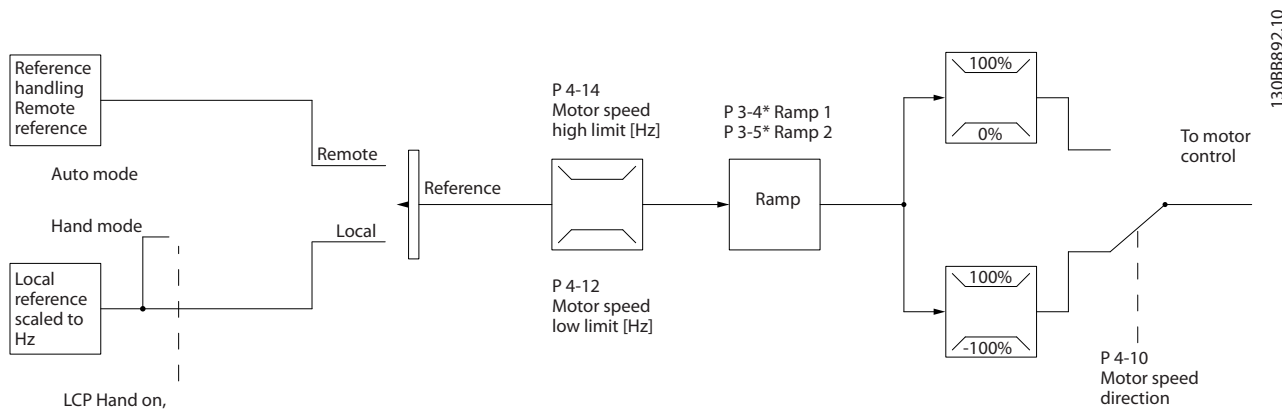 130BB892.10
Reference
handling
Remote
reference
Auto mode
Remote
Hand mode
Local
Local
reference
scaled to
Hz
LCP Hand on,
Reference
P 4-14
Motor speed
high limit [Hz]
P 4-12
Motor speed
low limit [Hz]
P 3-4* Ramp 1
P 3-5* Ramp 2
Ramp
100%
0%
100%
-100%
To motor
control
P 4-10
Motor speed
direction